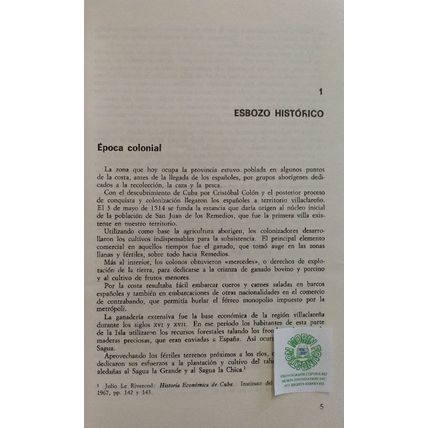 1
ESBOZO HISTÓRICO
Época colonial
La zona que hoy ocupa la provincia estuvo poblada en algunos
puntos de la costa, antes de la llegada de los españoles, por grupos aborígenes dedi-
cados a la recolección, la caza y la pesca.
Con el descubrimiento de Cuba por Cristóbal Colón y el posterior proceso
de conquista y colonización llegaron los españoles a territorio villaclareño.
El 3 de mayo de 1514 se funda la estancia que daría origen al núcleo inicial
de la población de San Juan de los Remedios, que fue la primera villa exis-
tente en nuestro territorio.
Utilizando como base la agricultura aborigen, los colonizadores desarro-
llaron los cultivos indispensables para la subsistencia. El principal elemento
comercial en aquellos tiempos fue el ganado, que tomó auge en las zonas
llanas y fértiles, sobre todo hacia Remedios.
Más al interior, los colonos obtuvieron «mercedes», o derechos de explo-
ración de la tierra, para dedicarse a la crianza de ganado bovino y porcino
y al cultivo de frutos menores.
Por la costa resultaba fácil embarcar cueros y carnes saladas en barcos
españoles y también en embarcaciones de otras nacionalidades en el comercio
de contrabando, que permitía burlar el férreo monopolio impuesto por la
metrópoli.
La ganadería extensiva fue la base económica de la región villaclareña
durante los siglos XVI y XVII. En ese período los habitantes de esta parte
de la Isla utilizaron los recursos forestales talando
maderas preciosas, que eran enviadas a España. Así ocur
Sagua.
Aprovechando los fértiles terrenos próximos a los ríos,
dedicaron sus esfuerzos a la plantación y cultivo del tab
aledañas al Sagua la Grande y al Sagua la Chica.¹
¹ Julio Le Riverend: Historia Económica de Cuba. Instituto del
1967, pp. 142 y 143.
5